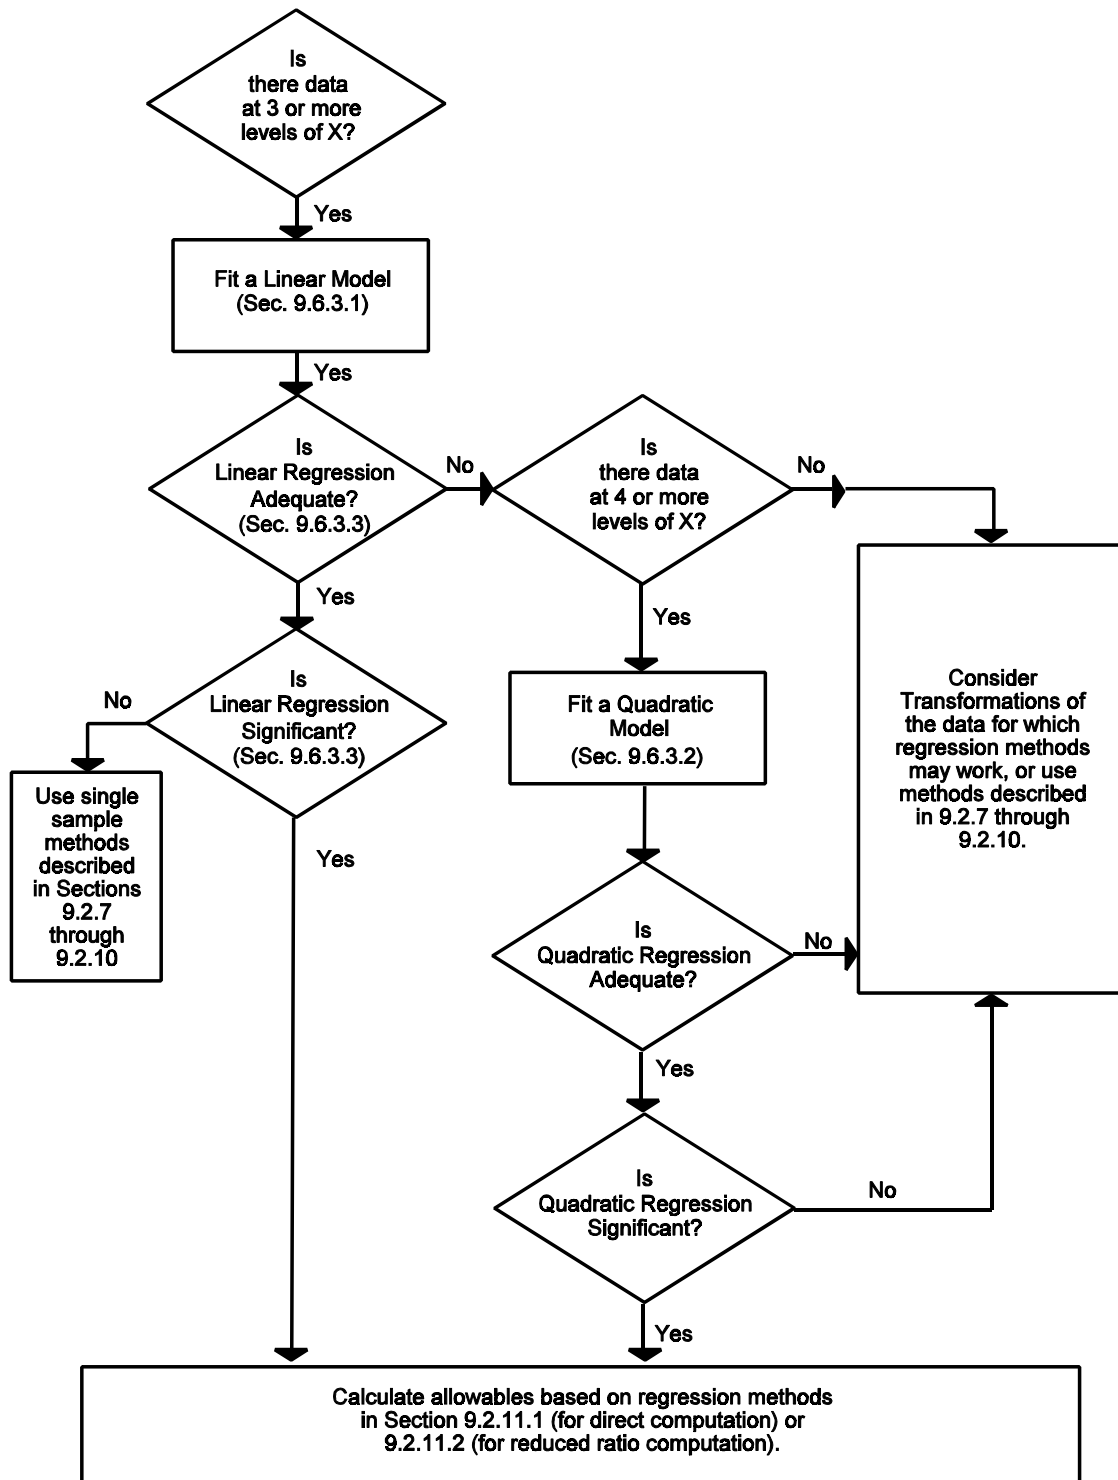 Is
there data
at 3 or more
levels of X?
Yes
Fit a Linear Model
(Sec. 9.6.3.1)
Yes
Is
Linear Regression
Adequate?
(Sec. 9.6.3.3)
No
Is
there data
at 4 or more
levels of X?
No
Yes
Yes
Is
Linear Regression
Significant?
(Sec. 9.6.3.3)
No
Use single
sample
methods
described
in Sections
9.2.7
through
9.2.10
Yes
Fit a Quadratic
Model
(Sec. 9.6.3.2)
Consider
Transformations of
the data for which
regression methods
may work, or use
methods described
in 9.2.7 through
9.2.10.
Is
Quadratic Regression
Adequate?
No
Yes
Is
Quadratic Regression
Significant?
No
Yes
Calculate allowables based on regression methods
in Section 9.2.11.1 (for direct computation) or
9.2.11.2 (for reduced ratio computation).